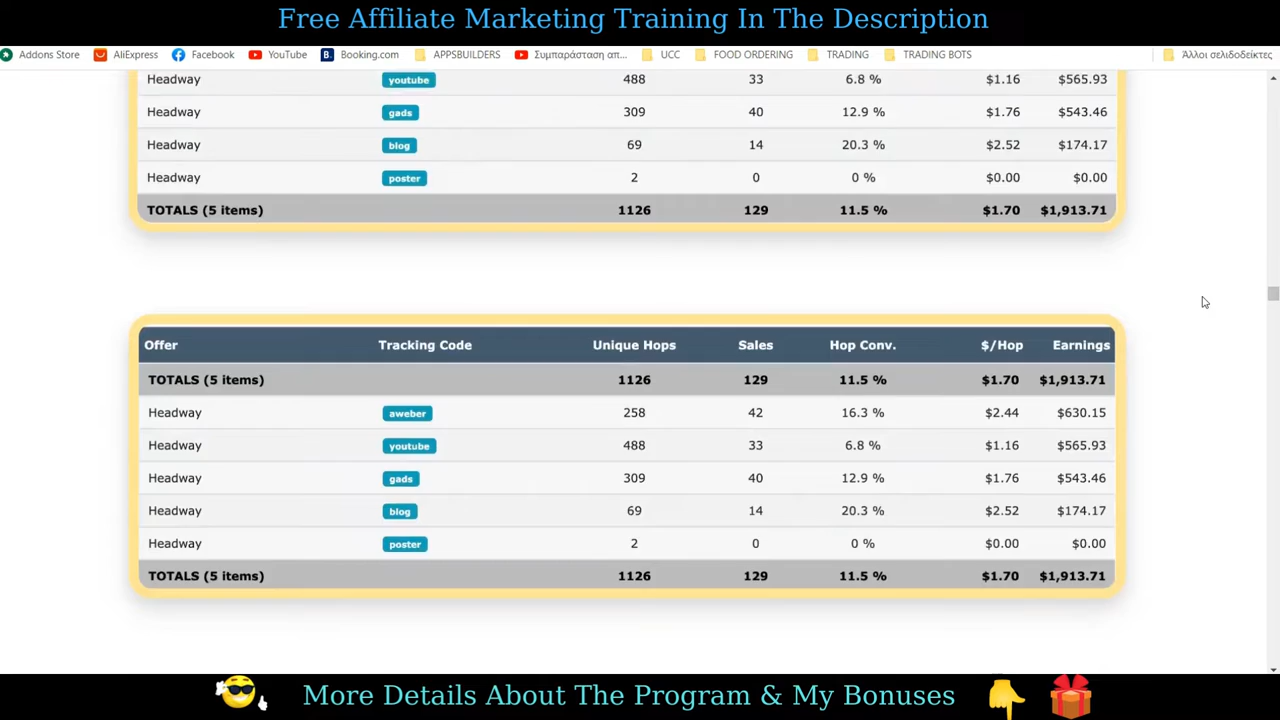 Free Affiliate Marketing Training In The Description
Addons Store AliExpress Facebook YouTube Booking.com APPSBUILDERS Συμπαράσταση απ... UCC FOOD ORDERING TRADING TRADING BOTS Άλλοι σελιδοδείκτες
Headway youtube 488 33 6.8 % $1.16 $565.93
Headway gads 309 40 12.9 % $1.76 $543.46
Headway blog 69 14 20.3 % $2.52 $174.17
Headway poster 2 0 0 % $0.00 $0.00
TOTALS (5 items) 1126 129 11.5 % $1.70 $1,913.71
Offer Tracking Code Unique Hops Sales Hop Conv. $/Hop Earnings
TOTALS (5 items) 1126 129 11.5 % $1.70 $1,913.71
Headway aweber 258 42 16.3 % $2.44 $630.15
Headway youtube 488 33 6.8 % $1.16 $565.93
Headway gads 309 40 12.9 % $1.76 $543.46
Headway blog 69 14 20.3 % $2.52 $174.17
Headway poster 2 0 0 % $0.00 $0.00
TOTALS (5 items) 1126 129 11.5 % $1.70 $1,913.71
More Details About The Program & My Bonuses